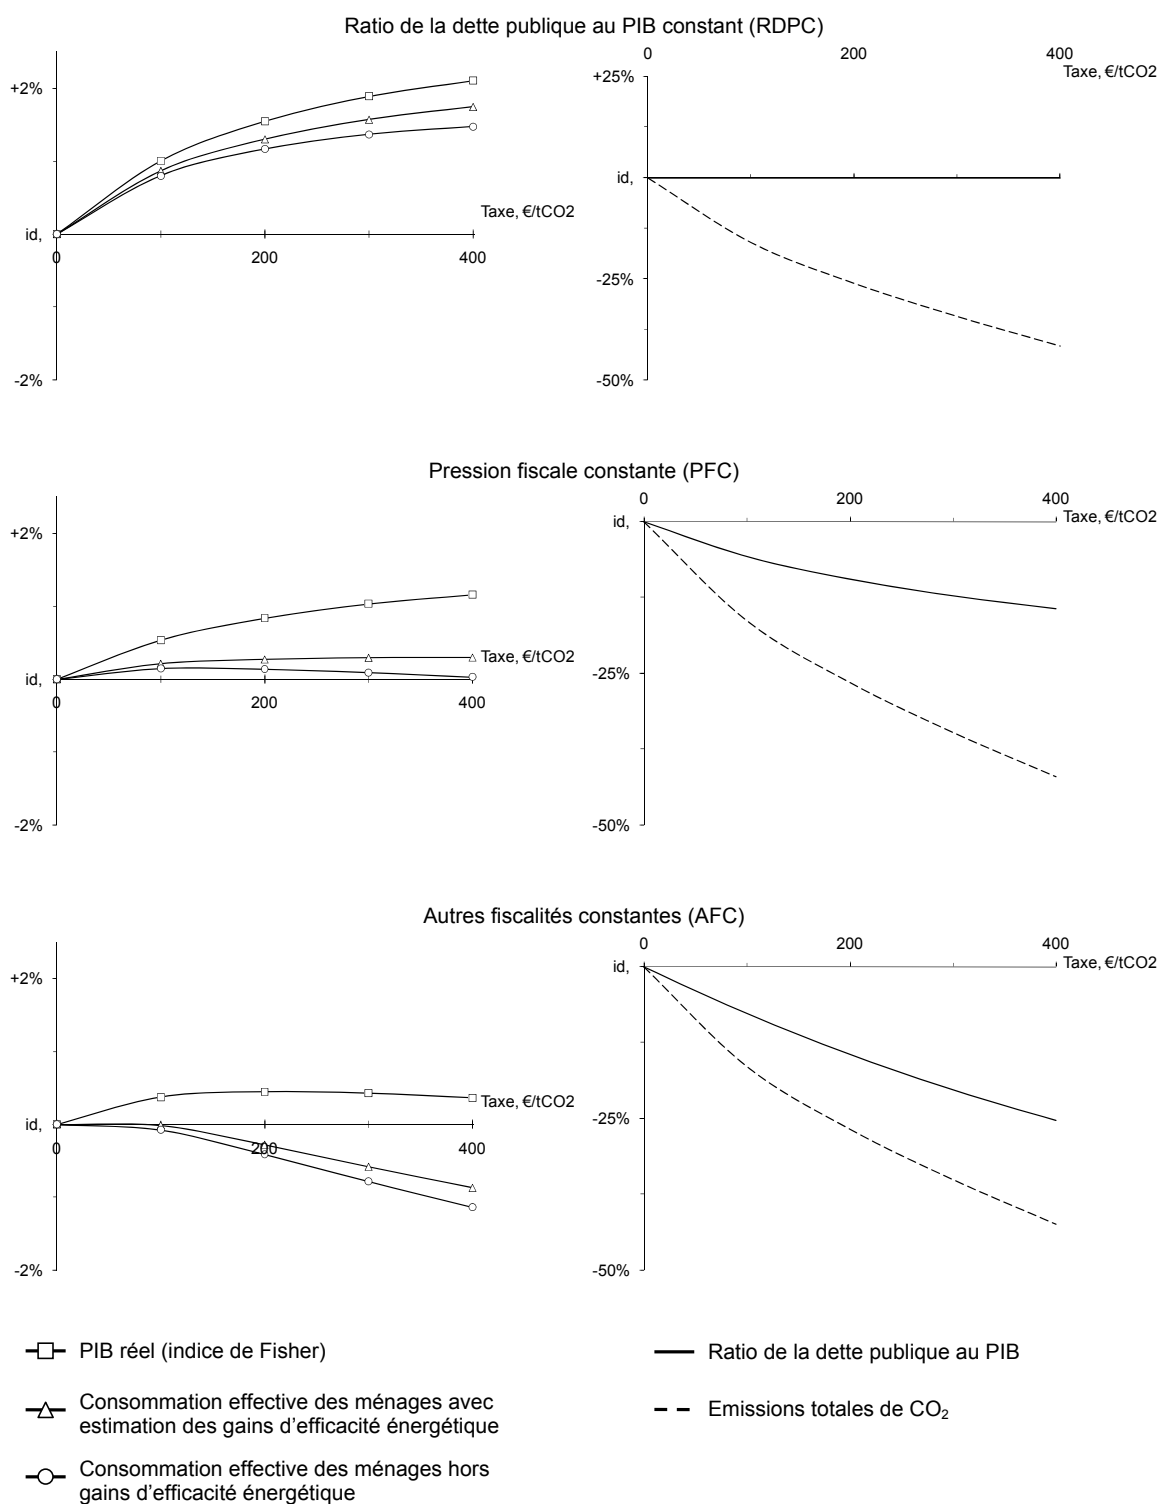 Ratio de la dette publique au PIB constant (RDPC)
0 200 400
+2% +25% Taxe, €/tCO2
id,
Taxe, €/tCO2
id,
0 200 400
-25%
-2% -50%
Pression fiscale constante (PFC)
0 200 400
+2% id, Taxe, €/tCO2
Taxe, €/tCO2
id, -25%
0 200 400
-2% -50%
Autres fiscalités constantes (AFC)
0 200 400
+2% id, Taxe, €/tCO2
Taxe, €/tCO2
id, -25%
0 200 400
-2% -50%
PIB réel (indice de Fisher)
Consommation effective des ménages avec
estimation des gains d’efficacité énergétique
Consommation effective des ménages hors
gains d’efficacité énergétique
Ratio de la dette publique au PIB
Emissions totales de CO₂